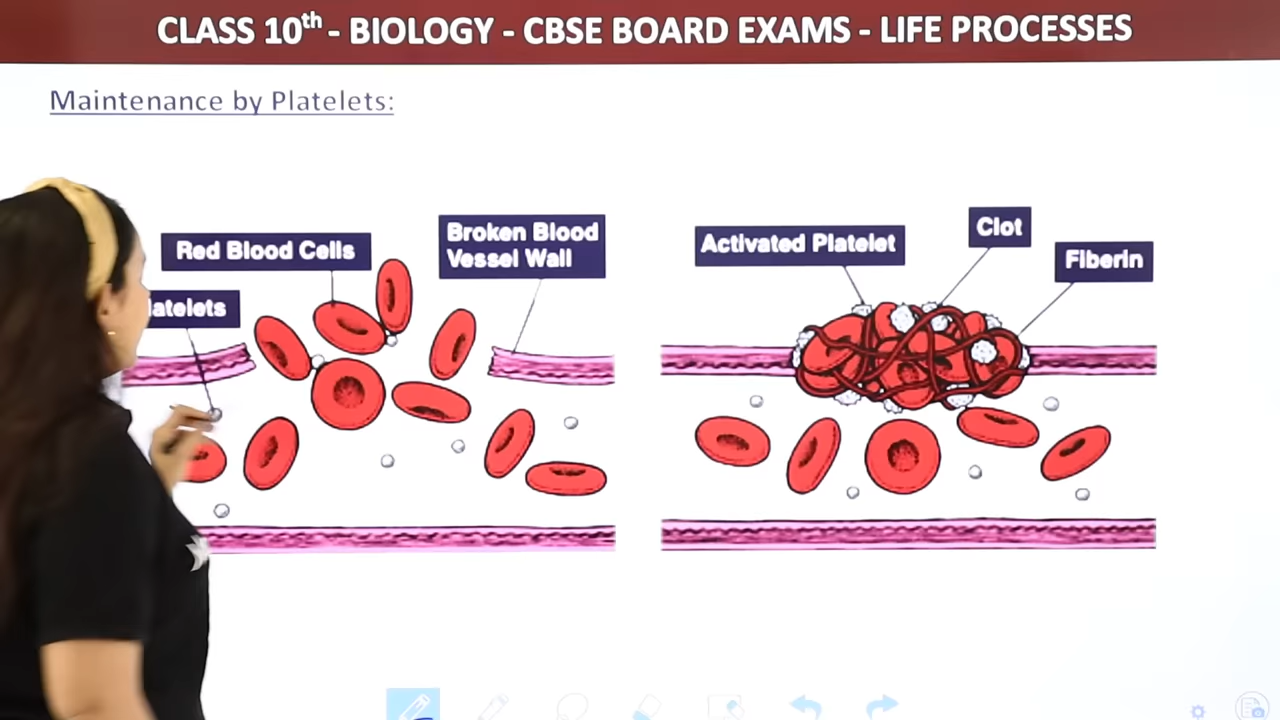 CLASS 10th - BIOLOGY - CBSE BOARD EXAMS - LIFE PROCESSES
Maintenance by Platelets:
Red Blood Cells
Broken Blood
Vessel Wall
latelets
Activated Platelet
Clot
Fiberin